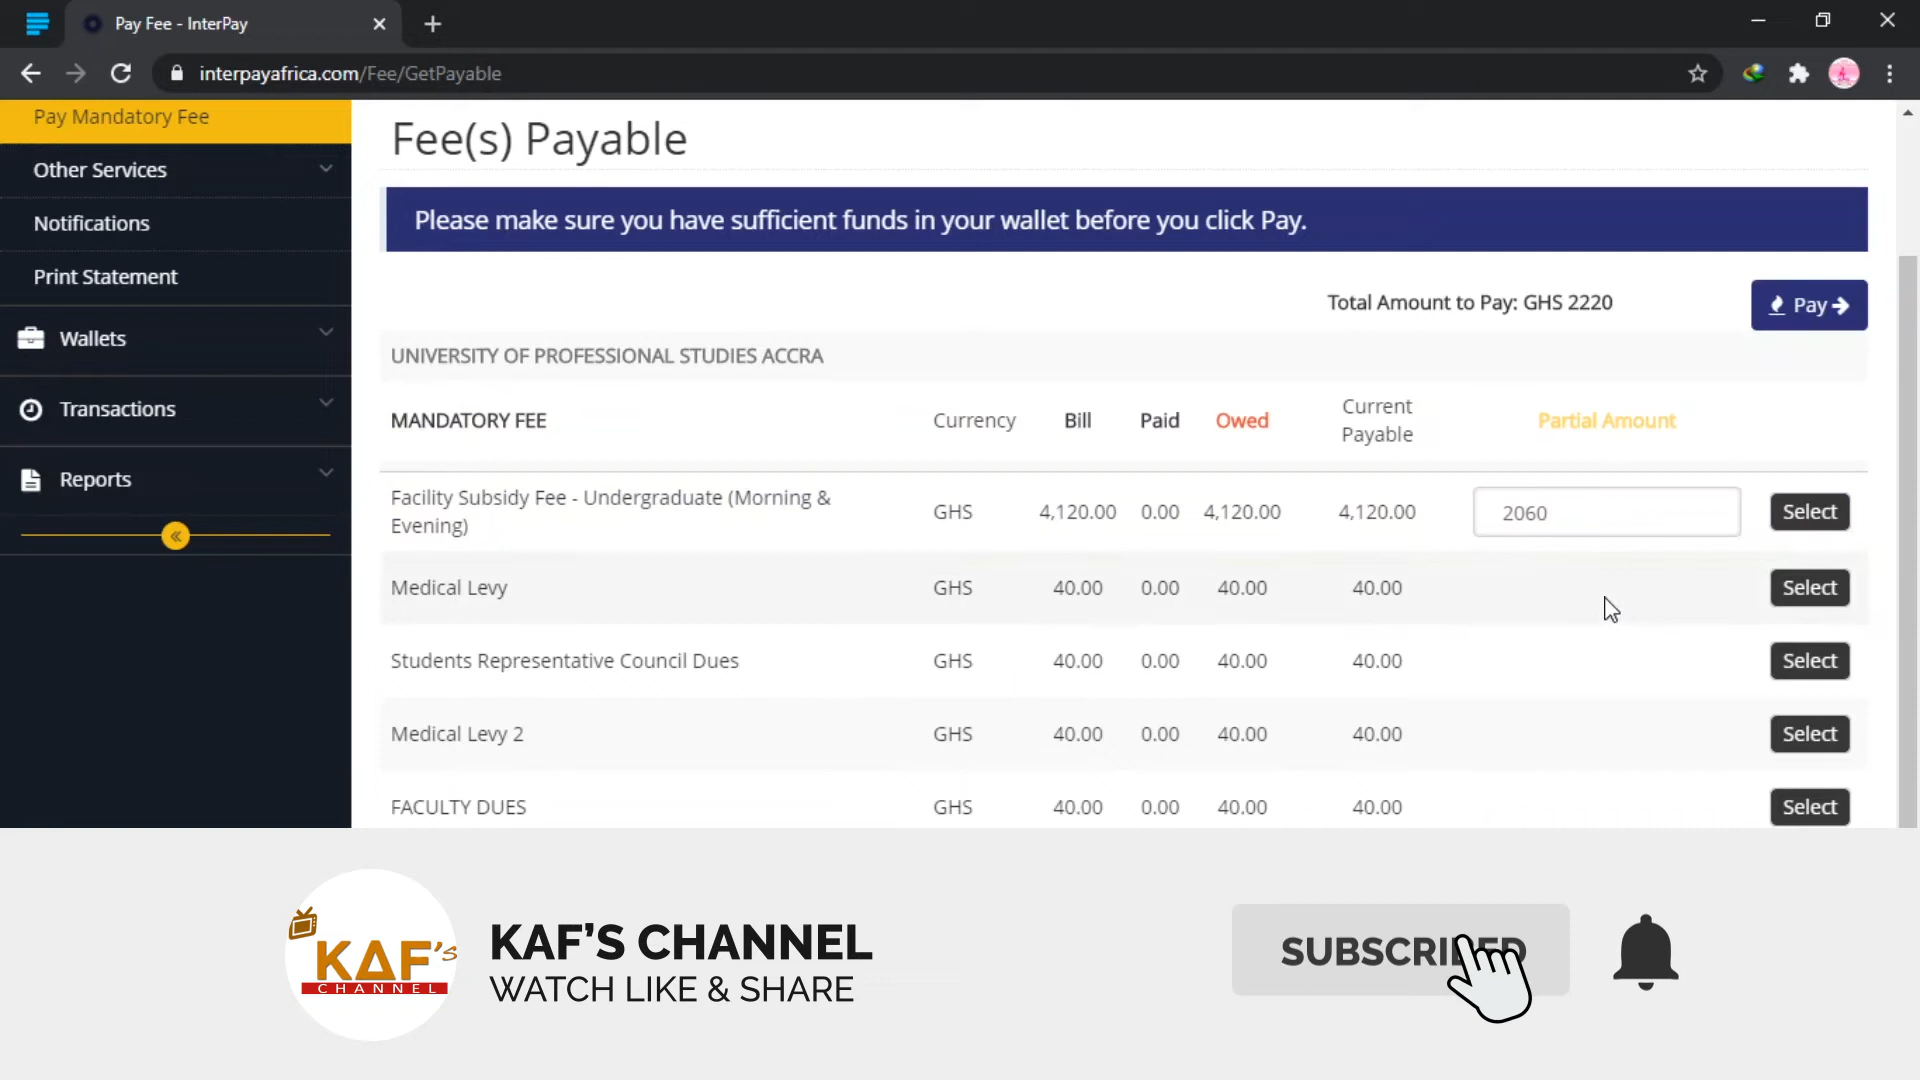 Pay Fee - InterPay
interpayafrica.com/Fee/GetPayable
Pay Mandatory Fee
Other Services
Notifications
Print Statement
Wallets
Transactions
Reports
Fee(s) Payable
Please make sure you have sufficient funds in your wallet before you click Pay.
Total Amount to Pay: GHS 2220
Pay
UNIVERSITY OF PROFESSIONAL STUDIES ACCRA
MANDATORY FEE Currency Bill Paid Owed Current Payable Partial Amount
Facility Subsidy Fee - Undergraduate (Morning &
Evening) GHS 4,120.00 0.00 4,120.00 4,120.00 2060 Select
Medical Levy GHS 40.00 0.00 40.00 40.00 Select
Students Representative Council Dues GHS 40.00 0.00 40.00 40.00 Select
Medical Levy 2 GHS 40.00 0.00 40.00 40.00 Select
FACULTY DUES GHS 40.00 0.00 40.00 40.00 Select
KAF's
CHANNEL
KAF'S CHANNEL
WATCH LIKE & SHARE
SUBSCRIBED